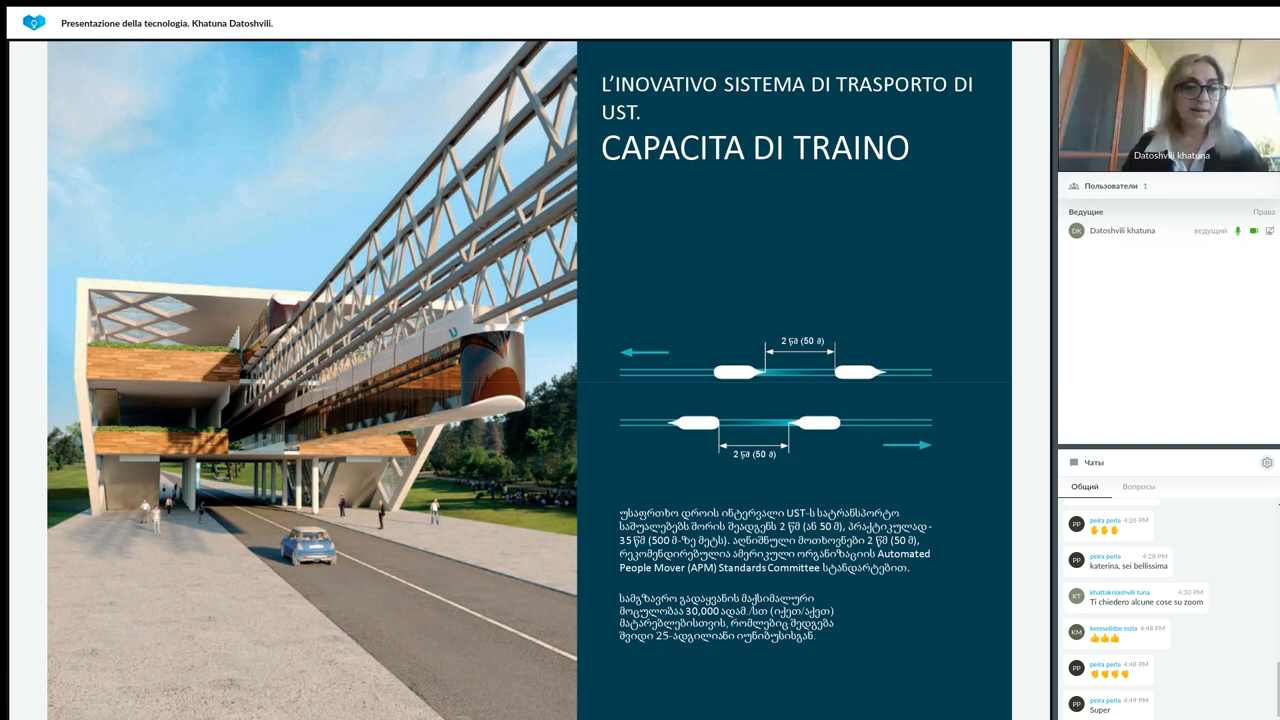 Presentazione della tecnologia. Khatuna Datoshvili.
L'INOVATIVO SISTEMA DI TRASPORTO DI
UST.
CAPACITA DI TRAINO
2 წმ (50 მ)
2 წმ (50 მ)
უსაფრთხო დროის ინტერვალი UST-ს სატრანსპორტო
საშუალებებს შორის შეადგენს 2 წმ (ან 50 მ), პრაქტიკულად -
35 წმ (500 მ-ზე მეტს). აღნიშნული მოთხოვნები 2 წმ (50 მ),
რეკომენდირებულია ამერიკული ორგანიზაციის Automated
People Mover (APM) Standards Committee სტანდარტებით.
სამგზავრო გადაყვანის მაქსიმალური
მოცულობაა 30,000 ადამ./სთ (იქეთ/აქეთ)
მატარებლებისთვის, რომლებიც შედგება
შვიდი 25-ადგილიანი იუნიბუსისგან.
U
Datoshvili khatuna
Пользователи 1
Ведущие Права
DK Datoshvili khatuna ведущий
Чаты
Общий Вопросы
PP pelra perla 4:26 PM
PP pelra perla 4:28 PM
katerina, sei bellissima
KT khattakniashvili tuna 4:30 PM
Ti chiedero alcune cose su zoom
KM kereselidze mzia 4:48 PM
PP pelra perla 4:48 PM
PP pelra perla 4:49 PM
Super